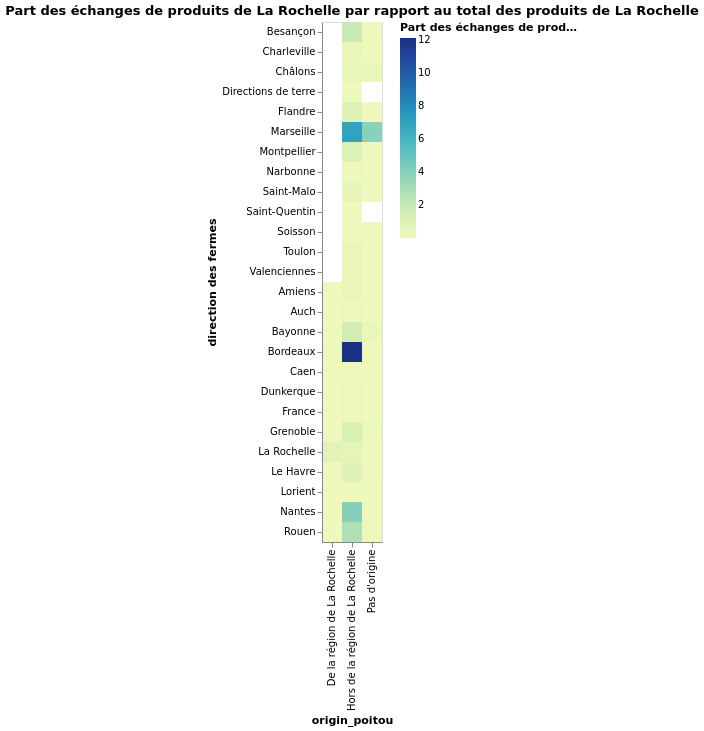 Part des échanges de produits de La Rochelle par rapport au total des produits de La Rochelle
Part des échanges de prod…
12
10
8
6
4
2
direction des fermes
Besançon
Charleville
Châlons
Directions de terre
Flandre
Marseille
Montpellier
Narbonne
Saint-Malo
Saint-Quentin
Soisson
Toulon
Valenciennes
Amiens
Auch
Bayonne
Bordeaux
Caen
Dunkerque
France
Grenoble
La Rochelle
Le Havre
Lorient
Nantes
Rouen
De la région de La Rochelle
Hors de la région de La Rochelle
Pas d'origine
origin_poitou